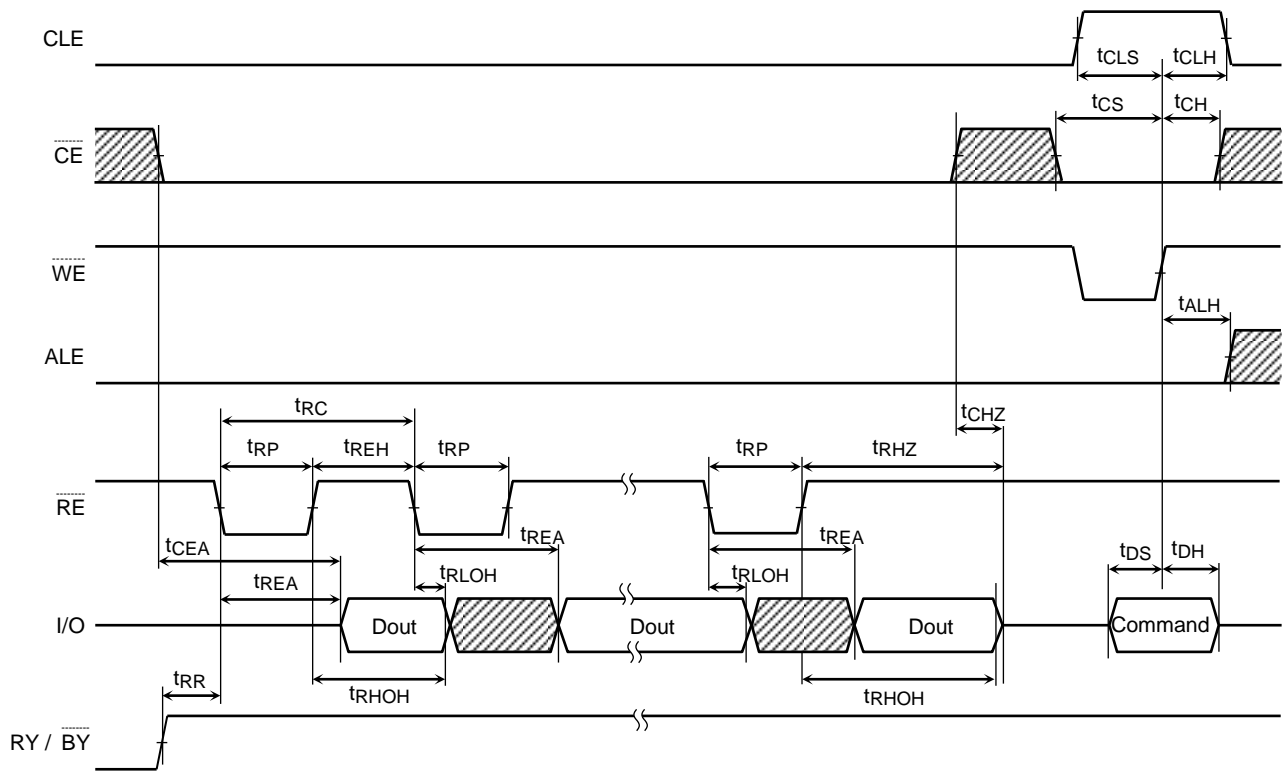 CLE
tCLS tCLH
tCS tCH
CE
WE
tALH
ALE
tRC
tCHZ
tRP tREH tRP tRP tRHZ
RE
tCEA tREA tREA
tREA tRLOH tRLOH tDS tDH
I/O Dout Dout Dout Command
tRR tRHOH tRHOH
RY / BY